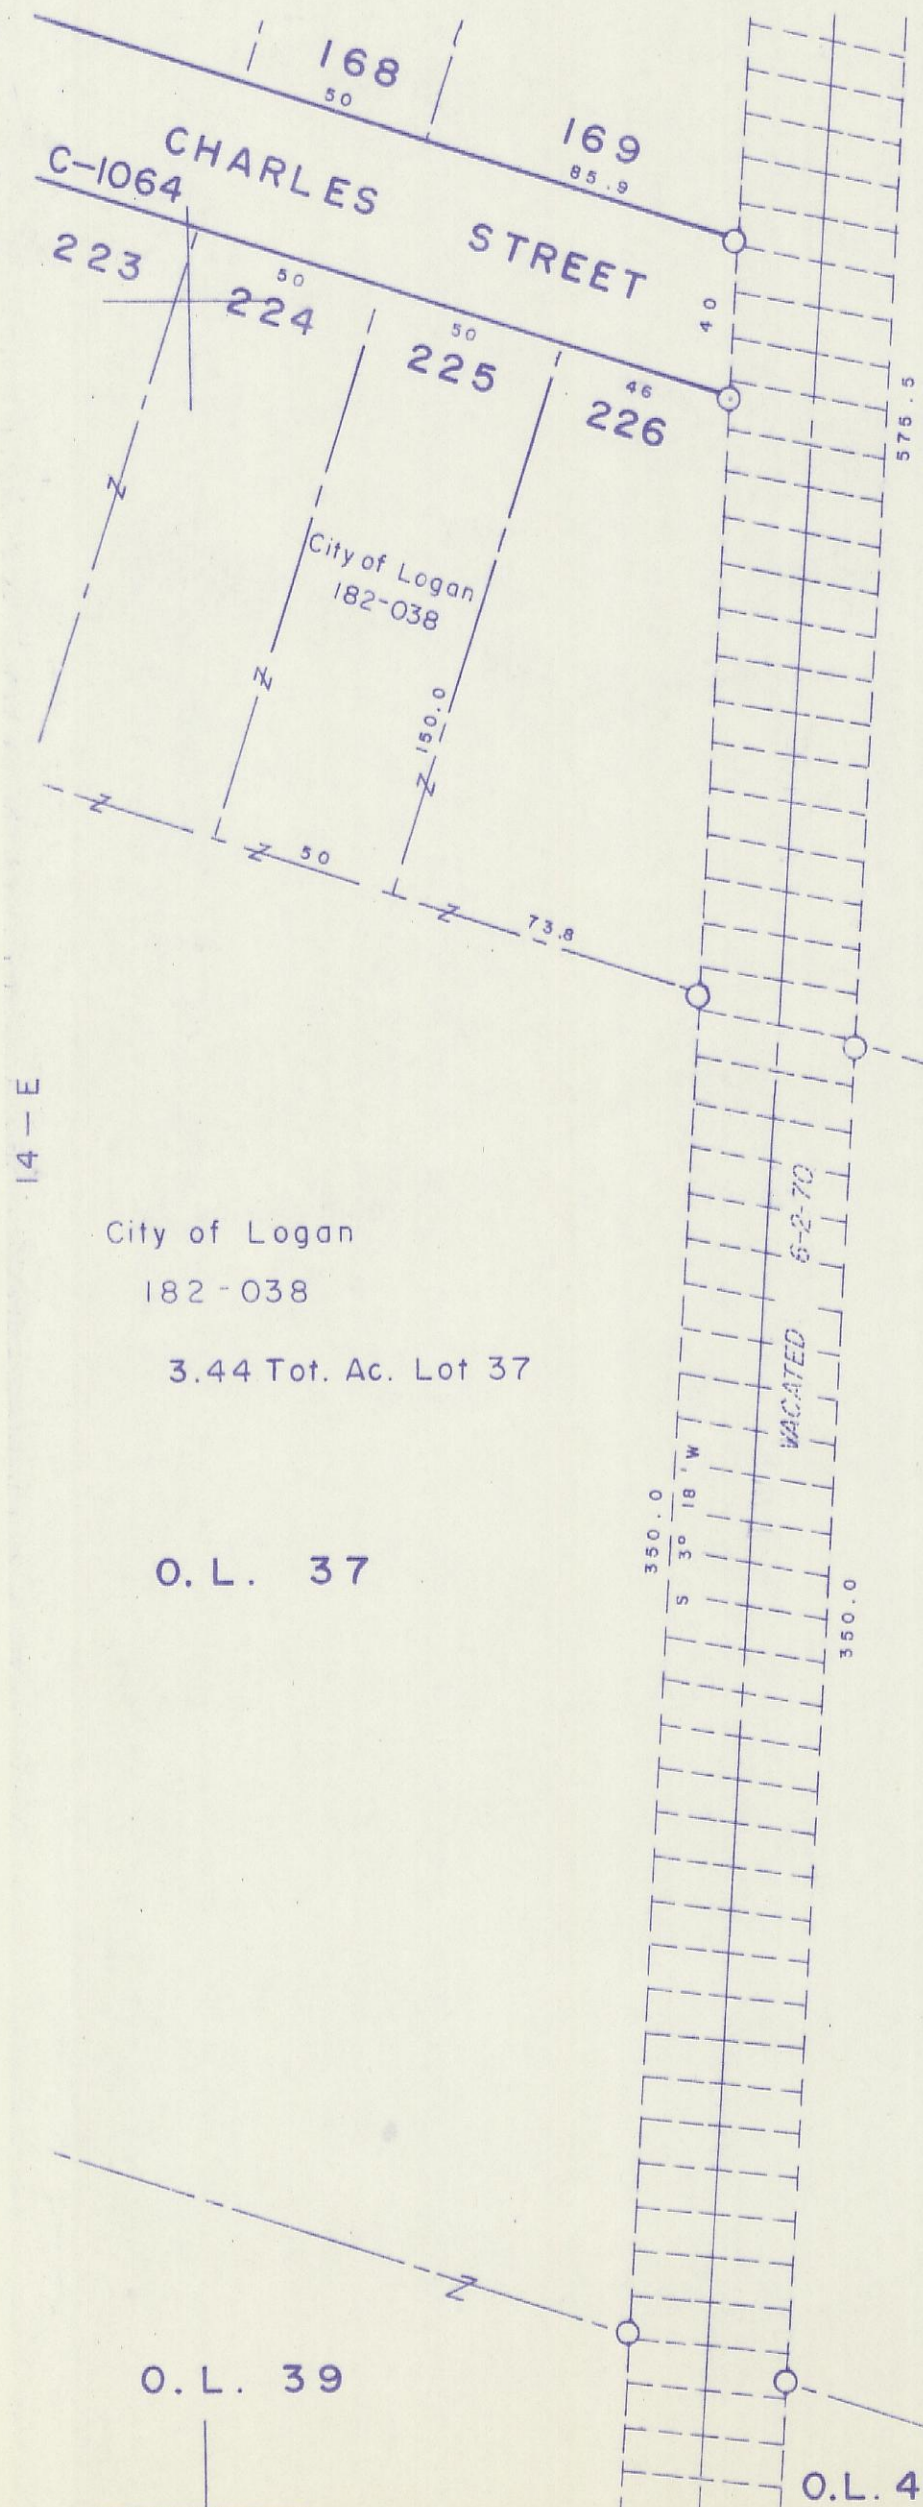 168
50
169
85.9
CHARLES STREET
C-1064
223
50
224
50
225
46
226
40
575.5
City of Logan
182-038
150.0
50
73.8
14-E
City of Logan
182-038
3.44 Tot. Ac. Lot 37
VACATED 6-2-70
350.0
S 3° 18' W
350.0
O.L. 37
O.L. 39
O.L. 4